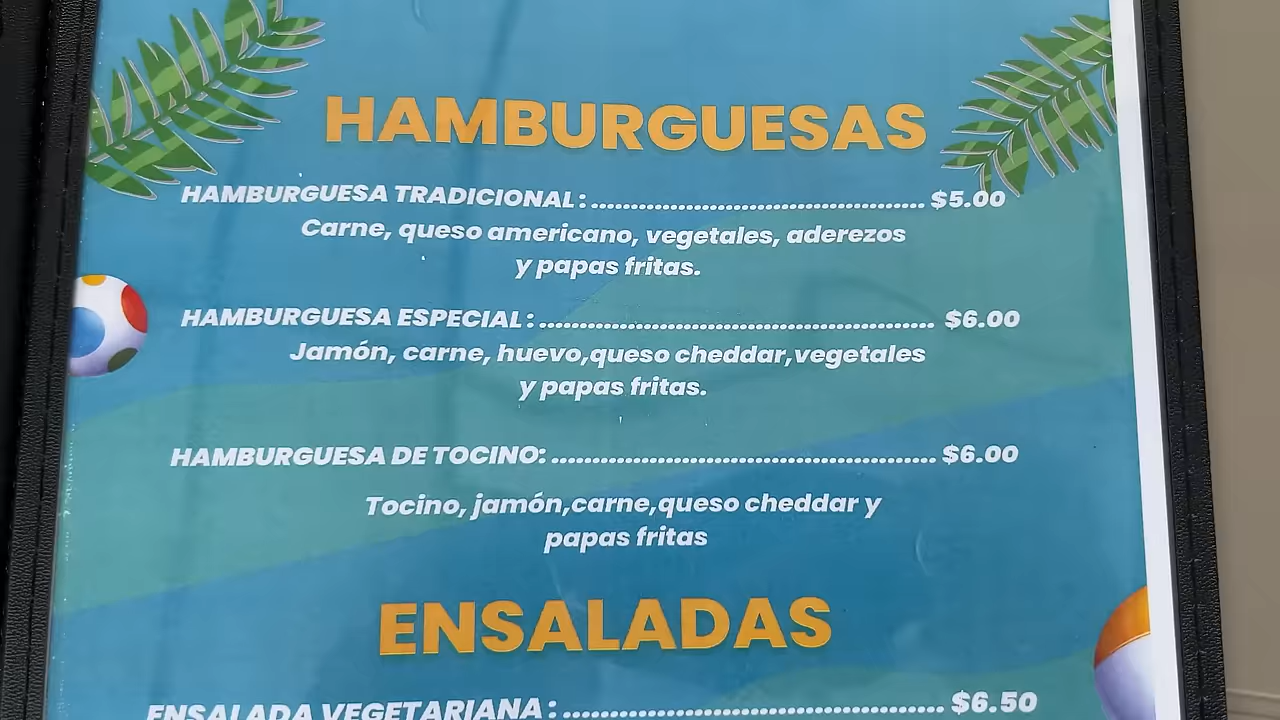 HAMBURGUESAS
HAMBURGUESA TRADICIONAL: ........................................ $5.00
Carne, queso americano, vegetales, aderezos
y papas fritas.
HAMBURGUESA ESPECIAL: ................................................ $6.00
Jamón, carne, huevo,queso cheddar,vegetales
y papas fritas.
HAMBURGUESA DE TOCINO: ............................................... $6.00
Tocino, jamón,carne,queso cheddar y
papas fritas
ENSALADAS
ENSALADA VEGETARIANA: .............................................. $6.50